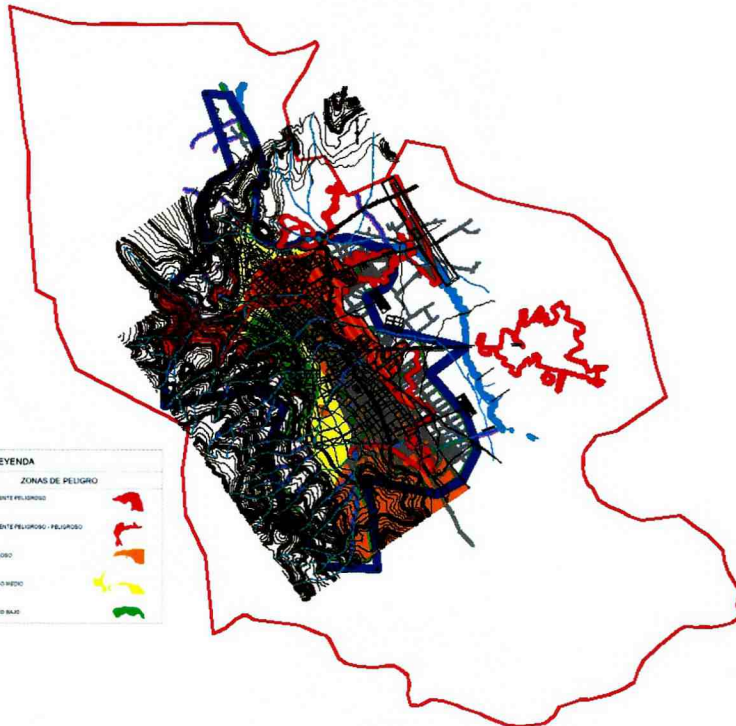 EYENDA
ZONAS DE PELIGRO
ENTE PELIGROSO
ENTE PELIGROSO - PELIGROSO
OSO
O MEDIO
O BAJO